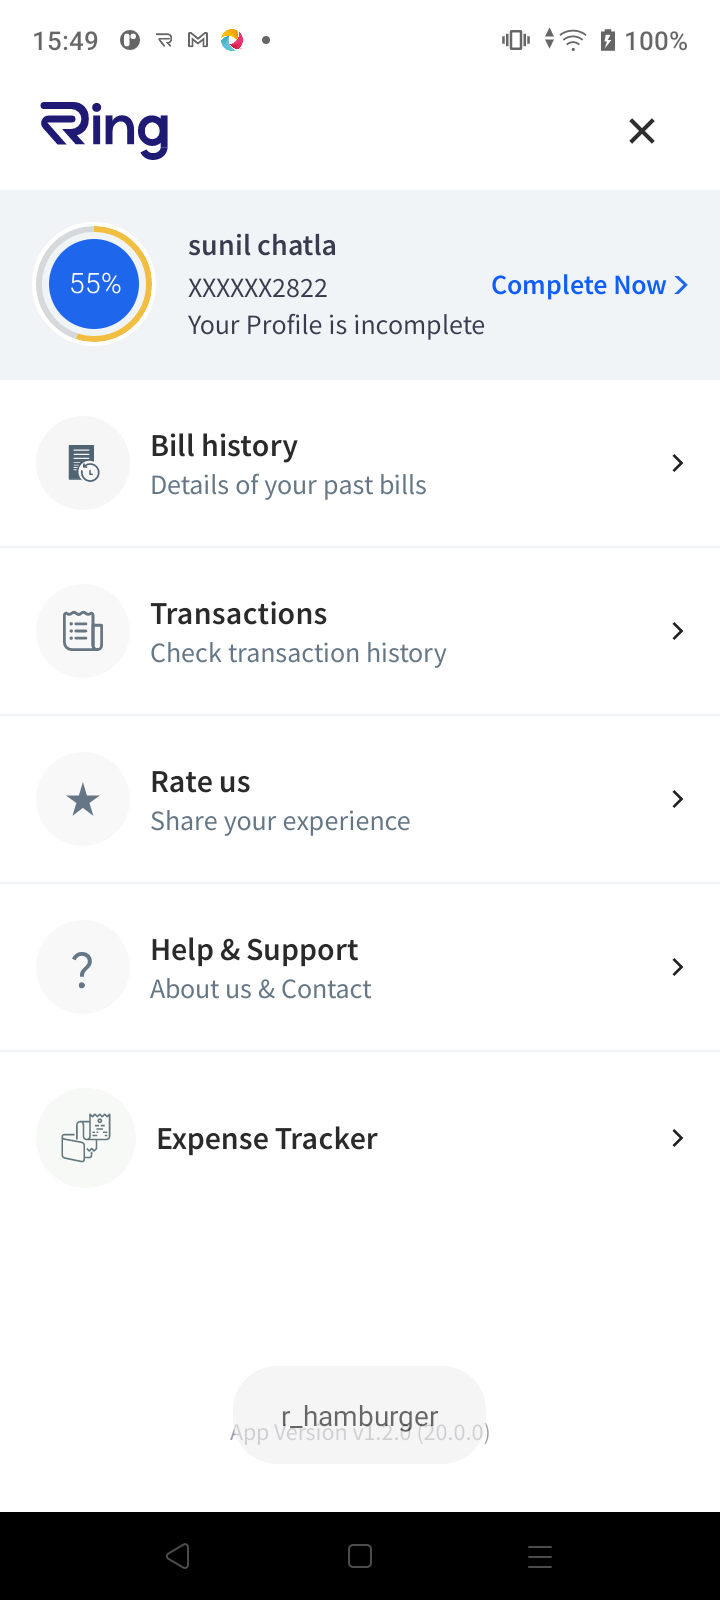 15:49
100%
Ring
55%
sunil chatla
XXXXXX2822
Your Profile is incomplete
Complete Now
Bill history
Details of your past bills
Transactions
Check transaction history
Rate us
Share your experience
?
Help & Support
About us & Contact
Expense Tracker
r_hamburger
App Version v1.2.0 (20.0.0)